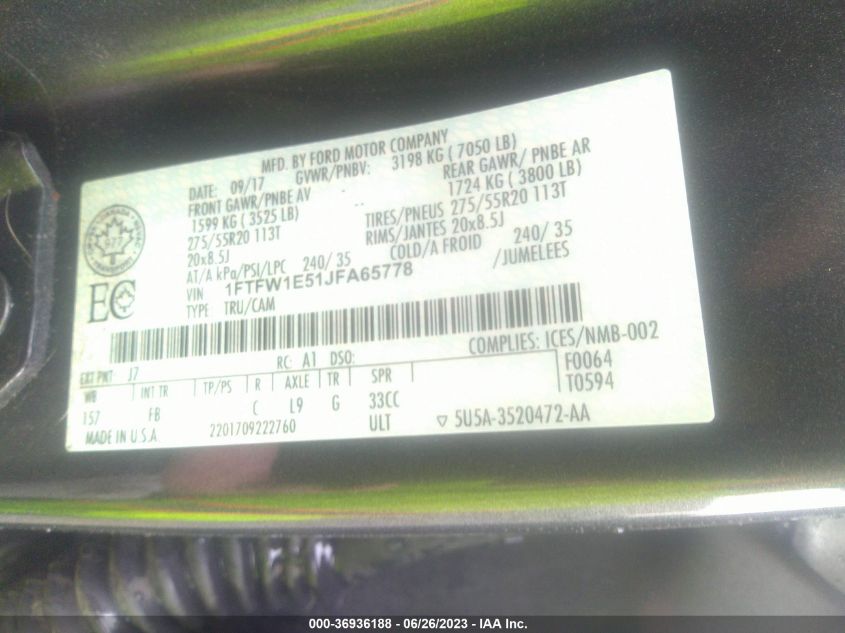 MFD. BY FORD MOTOR COMPANY
DATE: 09/17 GVWR/PNBV: 3198 KG ( 7050 LB)
FRONT GAWR/PNBE AV REAR GAWR/ PNBE AR
1599 KG (3525 LB) 1724 KG ( 3800 LB)
275/55R20 113T TIRES/PNEUS 275/55R20 113T
20x8.5J RIMS/JANTES 20x8.5J
AT/A kPa/PSI/LPC 240/ 35 COLD/A FROID 240/ 35
VIN 1FTFW1E51JFA65778 /JUMELEES
TYPE: TRU/CAM
EC
COMPLIES: ICES/NMB-002
EXT PNT: J7 RC: A1 DSO: F0064
WB INT TR TP/PS R AXLE TR SPR T0594
157 FB C L9 G 33CC
MADE IN U.S.A. 2201709222760 ULT ▽ 5U5A-3520472-AA
000-36936188 - 06/26/2023 - IAA Inc.